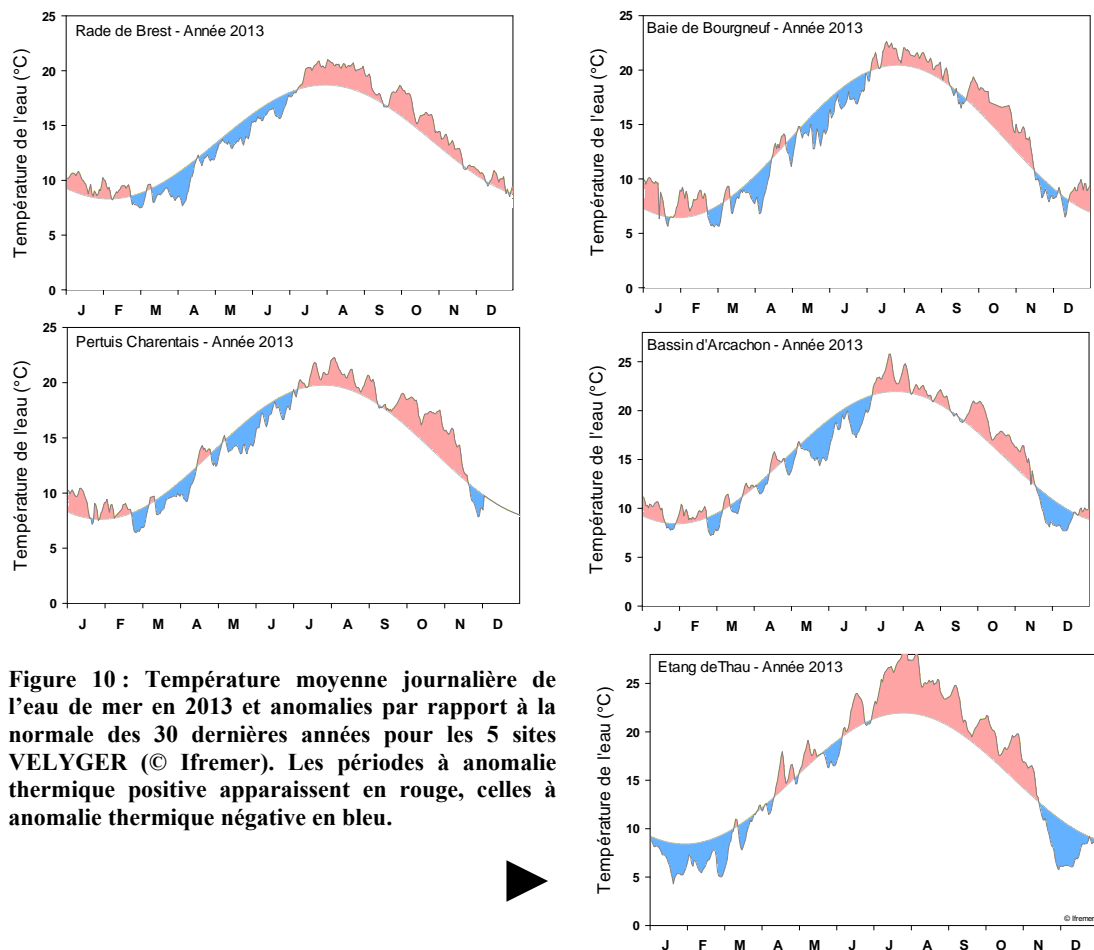 Rade de Brest - Année 2013
Température de l'eau (°C)
25
20
15
10
5
0
J F M A M J J A S O N D
Baie de Bourgneuf - Année 2013
Température de l'eau (°C)
25
20
15
10
5
0
J F M A M J J A S O N D
Pertuis Charentais - Année 2013
Température de l'eau (°C)
25
20
15
10
5
0
J F M A M J J A S O N D
Bassin d'Arcachon - Année 2013
Température de l'eau (°C)
25
20
15
10
5
0
J F M A M J J A S O N D
Figure 10 : Température moyenne journalière de
l’eau de mer en 2013 et anomalies par rapport à la
normale des 30 dernières années pour les 5 sites
VELYGER (© Ifremer). Les périodes à anomalie
thermique positive apparaissent en rouge, celles à
anomalie thermique négative en bleu.
Etang deThau - Année 2013
Température de l'eau (°C)
25
20
15
10
5
0
J F M A M J J A S O N D
© Ifremer